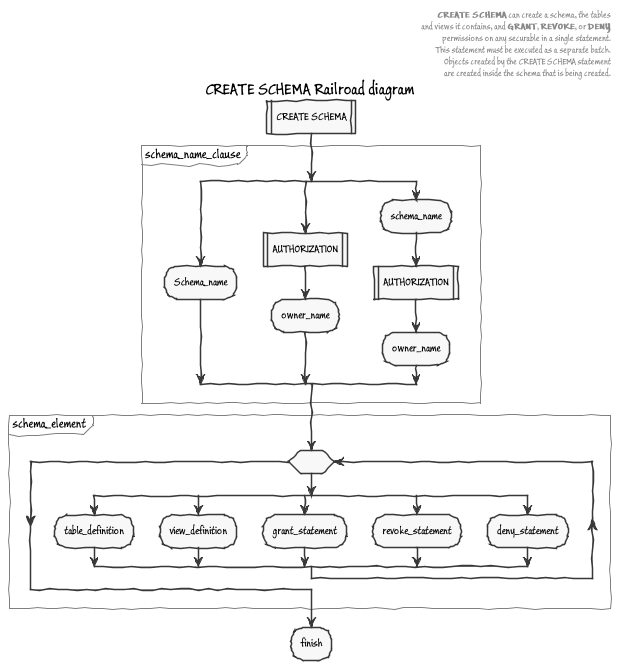 CREATE SCHEMA can create a schema, the tables
and views it contains, and GRANT, REVOKE, or DENY
permissions on any securable in a single statement.
This statement must be executed as a separate batch.
Objects created by the CREATE SCHEMA statement
are created inside the schema that is being created.
CREATE SCHEMA Railroad diagram
CREATE SCHEMA
schema_name_clause
schema_name
AUTHORIZATION
Schema_name
AUTHORIZATION
owner_name
owner_name
schema_element
table_definition
view_definition
grant_statement
revoke_statement
deny_statement
finish